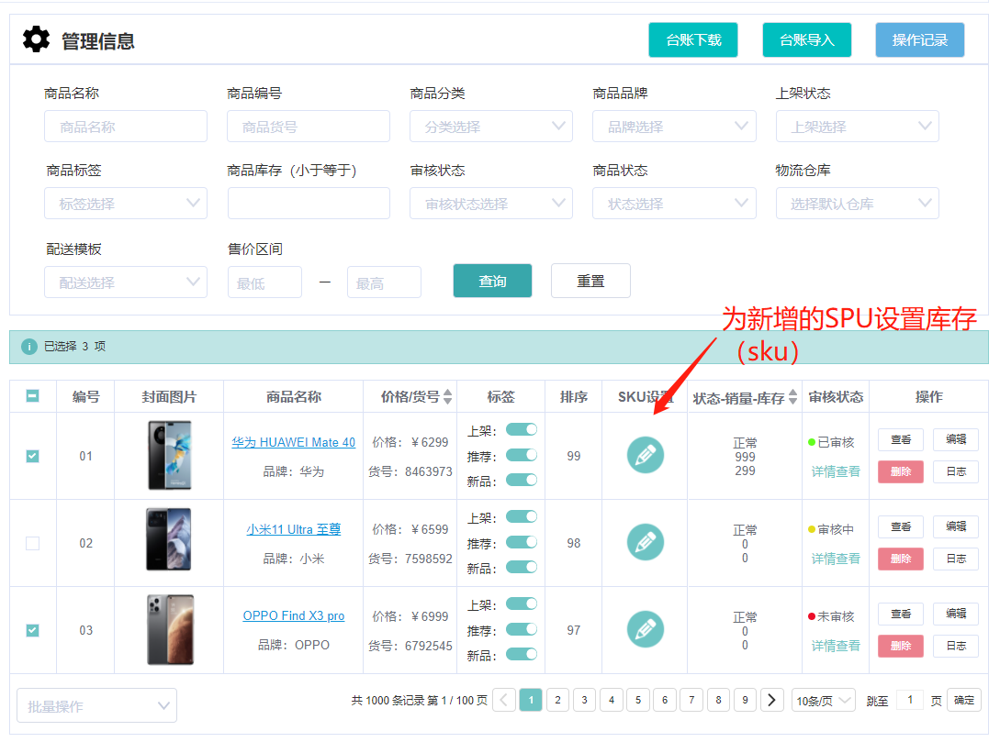 管理信息
台账下载
台账导入
操作记录
商品名称
商品编号
商品分类
商品品牌
上架状态
商品名称
商品货号
分类选择
品牌选择
上架选择
商品标签
商品库存（小于等于）
审核状态
商品状态
物流仓库
标签选择
审核状态选择
状态选择
选择默认仓库
配送模板
售价区间
配送选择
最低
—
最高
查询
重置
为新增的SPU设置库存
（sku）
已选择 3 项
编号
封面图片
商品名称
价格/货号
标签
排序
SKU设置
状态-销量-库存
审核状态
操作
01
华为 HUAWEI Mate 40
品牌：华为
价格：￥6299
货号：8463973
上架：
推荐：
新品：
99
正常
999
299
已审核
详情查看
查看
编辑
删除
日志
02
小米11 Ultra 至尊
品牌：小米
价格：￥6599
货号：7598592
上架：
推荐：
新品：
98
正常
0
0
审核中
详情查看
查看
编辑
删除
日志
03
OPPO Find X3 pro
品牌：OPPO
价格：￥6999
货号：6792545
上架：
推荐：
新品：
97
正常
0
0
未审核
详情查看
查看
编辑
删除
日志
批量操作
共 1000 条记录 第 1 / 100 页
1
2
3
4
5
6
7
8
9
10条/页
跳至
1
页
确定